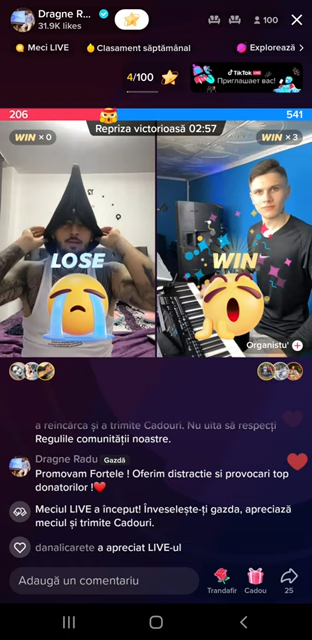 Dragne R...
31.9K likes
100
Meci LIVE
Clasament săptămânal
Explorează >
4/100
TikTok LIVE
Приглашает вас!
206
541
WIN × 0
Repriza victorioasă 02:57
WIN × 3
LOSE
WIN
Organistu'
a reîncărca și a trimite Cadouri. Nu uita să respecți
Regulile comunității noastre.
Dragne Radu Gazdă
Promovam Fortele ! Oferim distractie si provocari top
donatorilor !❤️
Meciul LIVE a început! Înveselește-ți gazda, apreciază
meciul și trimite Cadouri.
danalicarete a apreciat LIVE-ul
Adaugă un comentariu
Trandafir
Cadou
25